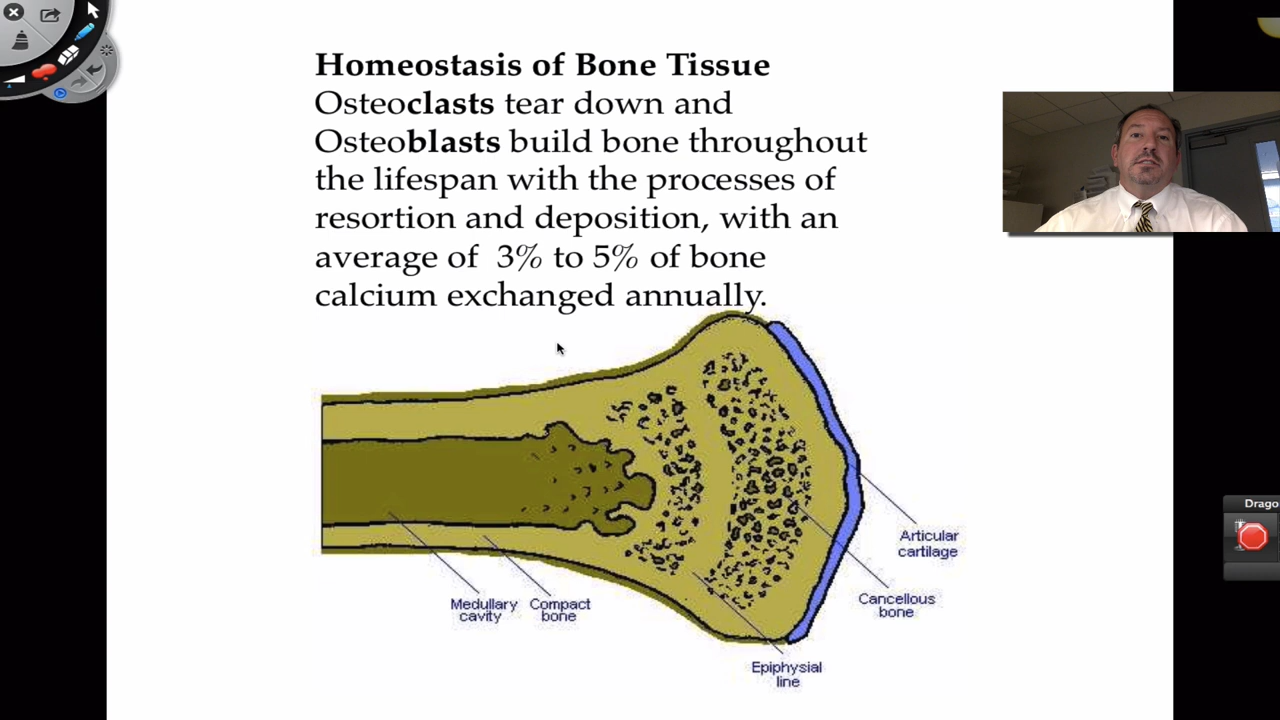 Homeostasis of Bone Tissue
Osteoclasts tear down and
Osteoblasts build bone throughout
the lifespan with the processes of
resortion and deposition, with an
average of 3% to 5% of bone
calcium exchanged annually.
Drago
Articular
cartilage
Cancellous
bone
Medullary
cavity
Compact
bone
Epiphysial
line